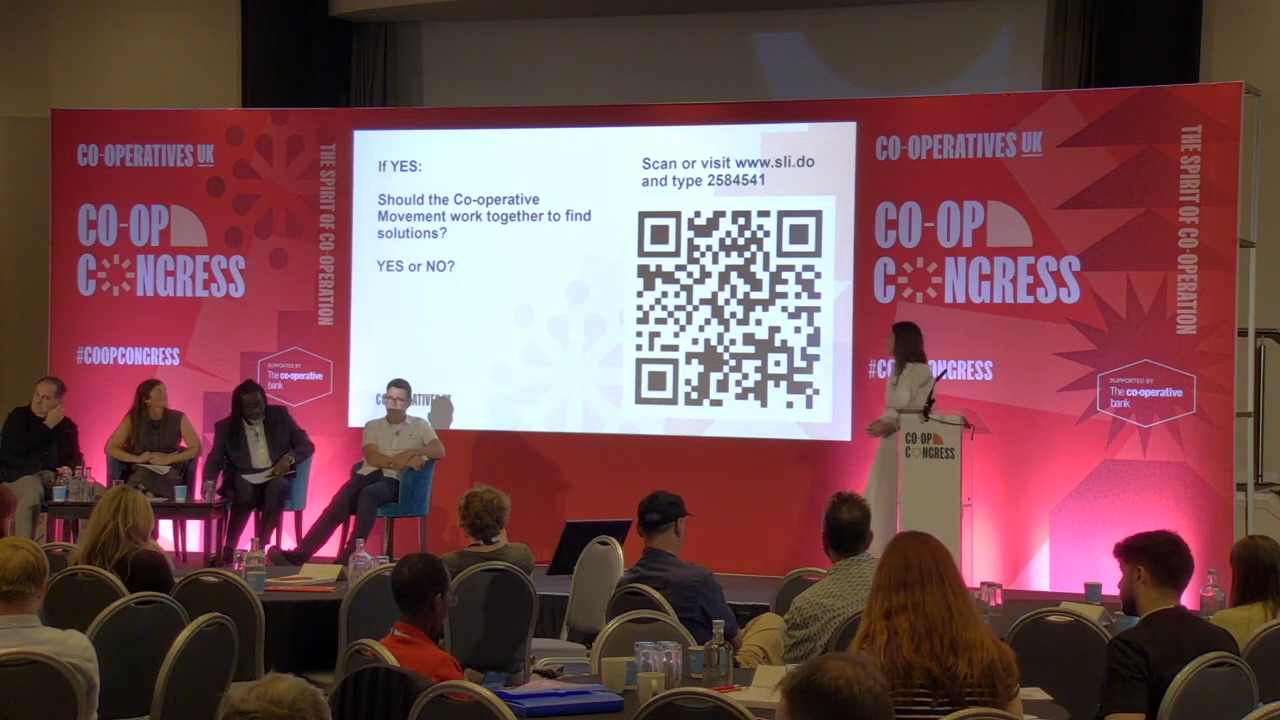 CO-OPERATIVES UK
CO-OP
CONGRESS
THE SPIRIT OF CO-OPERATION
#COOPCONGRESS
SUPPORTED BY
The co-operative
bank
If YES:
Should the Co-operative
Movement work together to find
solutions?
YES or NO?
Scan or visit www.sli.do
and type 2584541
CO-OPERATIVES UK
CO-OP
CONGRESS
THE SPIRIT OF CO-OPERATION
SUPPORTED BY
The co-operative
bank
CO-OP
CONGRESS